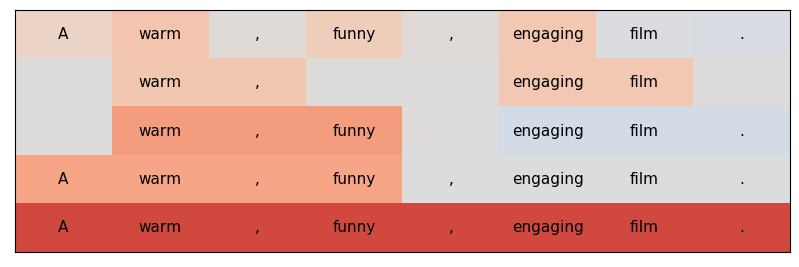 A warm , funny , engaging film .
warm , engaging film
warm , funny engaging film .
A warm , funny , engaging film .
A warm , funny , engaging film .